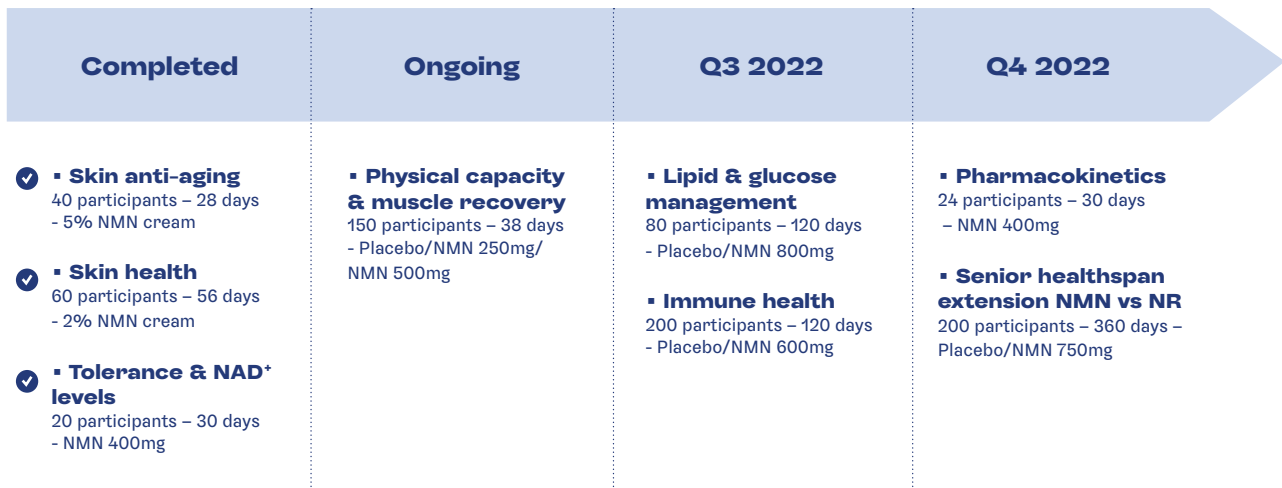 Completed
Ongoing
Q3 2022
Q4 2022
▪ Skin anti-aging
40 participants – 28 days
- 5% NMN cream
▪ Skin health
60 participants – 56 days
- 2% NMN cream
▪ Tolerance & NAD⁺
levels
20 participants – 30 days
- NMN 400mg
▪ Physical capacity
& muscle recovery
150 participants – 38 days
- Placebo/NMN 250mg/
NMN 500mg
▪ Lipid & glucose
management
80 participants – 120 days
- Placebo/NMN 800mg
▪ Immune health
200 participants – 120 days
- Placebo/NMN 600mg
▪ Pharmacokinetics
24 participants – 30 days
– NMN 400mg
▪ Senior healthspan
extension NMN vs NR
200 participants – 360 days –
Placebo/NMN 750mg